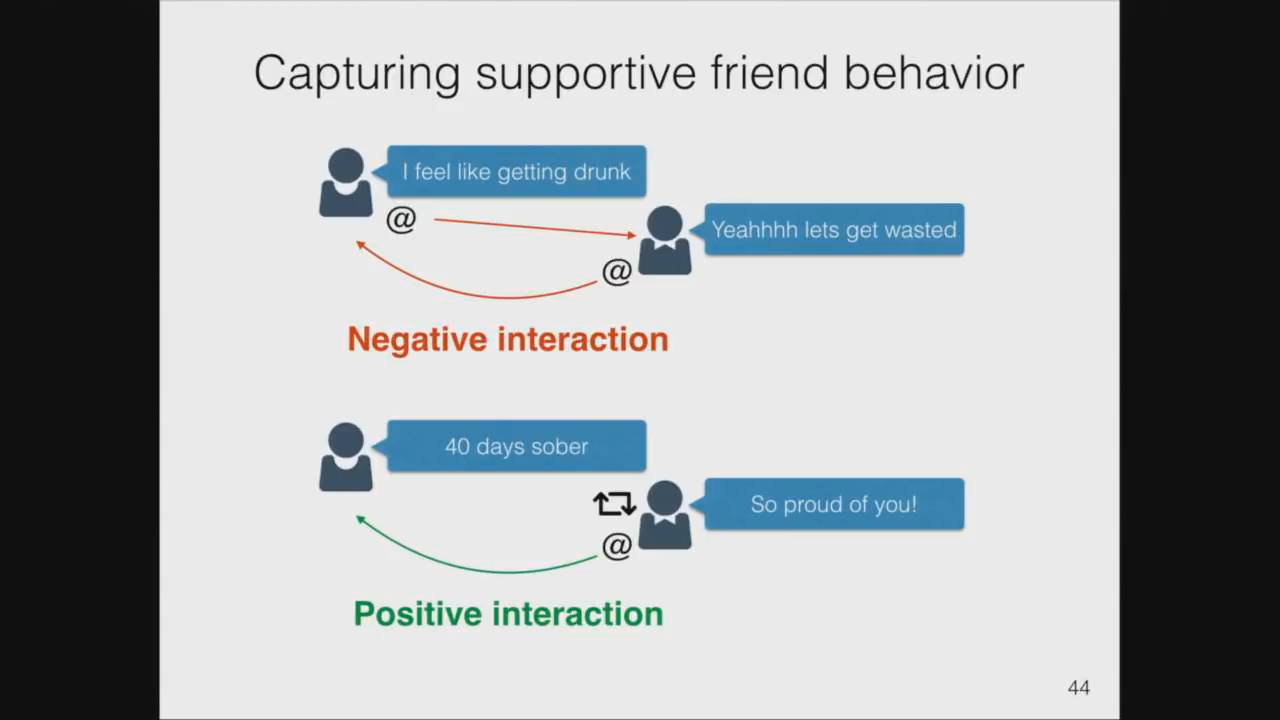 Capturing supportive friend behavior
I feel like getting drunk
@
Yeahhhh lets get wasted
@
Negative interaction
40 days sober
So proud of you!
@
Positive interaction
44